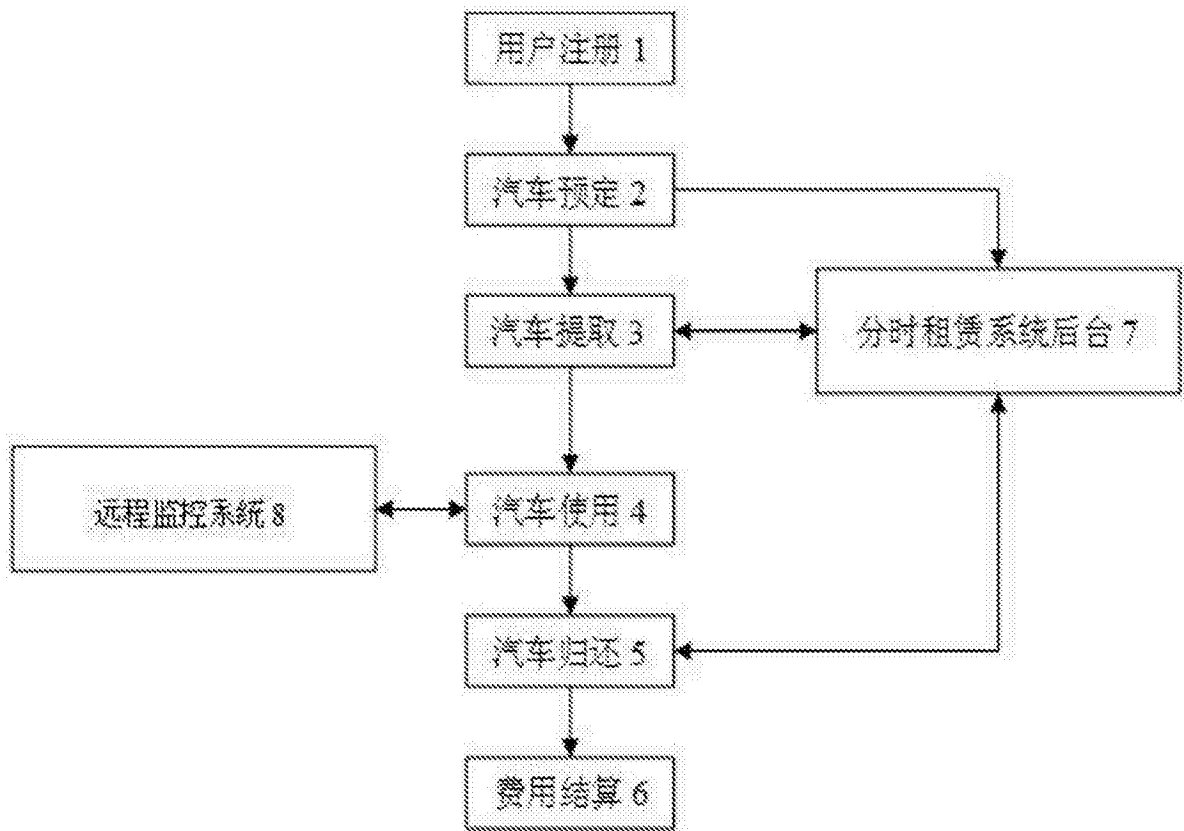 用户注册 1
汽车预定 2
汽车提取 3
分时租赁系统后台 7
远程监控系统 8
汽车使用 4
汽车归还 5
费用结算 6